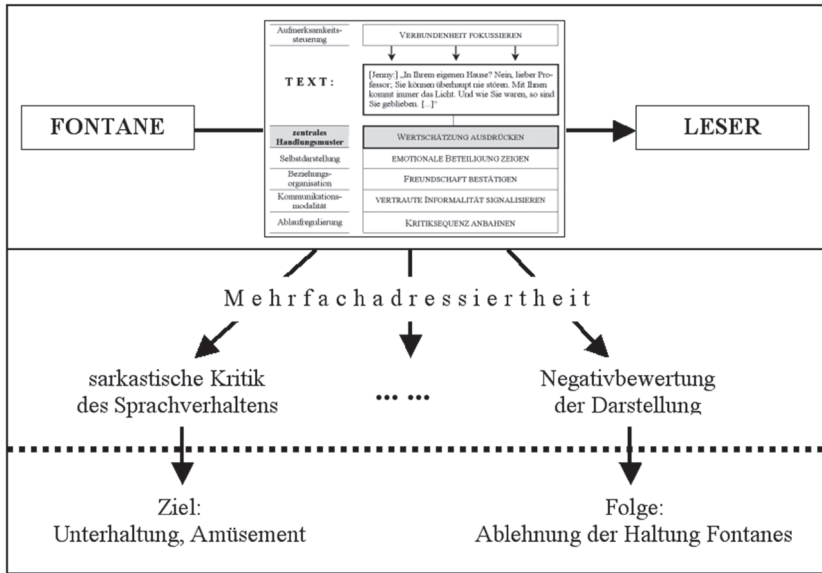 Aufmerksamkeits-
steuerung
VERBUNDENHEIT FOKUSSIEREN
TEXT:
[Jenny:] „In Ihrem eigenen Hause? Nein, lieber Pro-
fessor; Sie können überhaupt nie stören. Mit Ihnen
kommt immer das Licht. Und wie Sie waren, so sind
Sie geblieben. [...]“
FONTANE
LESER
zentrales
Handlungsmuster
WERTSCHÄTZUNG AUSDRÜCKEN
Selbstdarstellung
EMOTIONALE BETEILIGUNG ZEIGEN
Beziehungs-
organisation
FREUNDSCHAFT BESTÄTIGEN
Kommunikations-
modalität
VERTRAUTE INFORMALITÄT SIGNALISIEREN
Ablaufregulierung
KRITIKSEQUENZ ANBAHNEN
Mehrfachadressiertheit
sarkastische Kritik
des Sprachverhaltens
... ...
Negativbewertung
der Darstellung
Ziel:
Unterhaltung, Amüsement
Folge:
Ablehnung der Haltung Fontanes